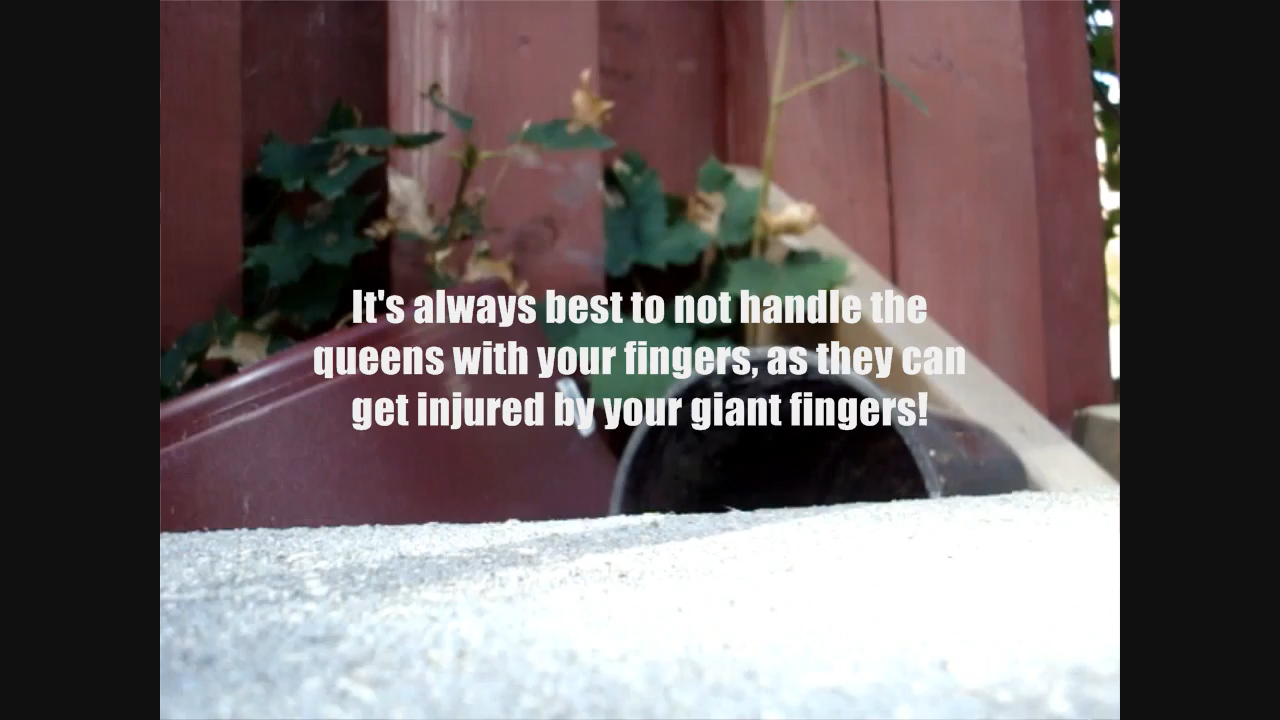 It's always best to not handle the
queens with your fingers, as they can
get injured by your giant fingers!